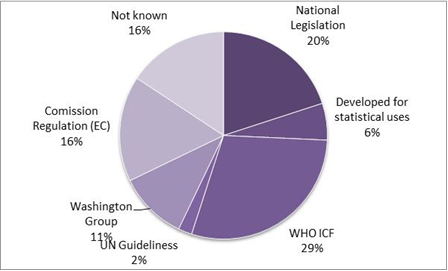 Not known
16%
National
Legislation
20%
Developed for
statistical uses
6%
WHO ICF
29%
UN Guideliness
2%
Washington
Group
11%
Comission
Regulation (EC)
16%